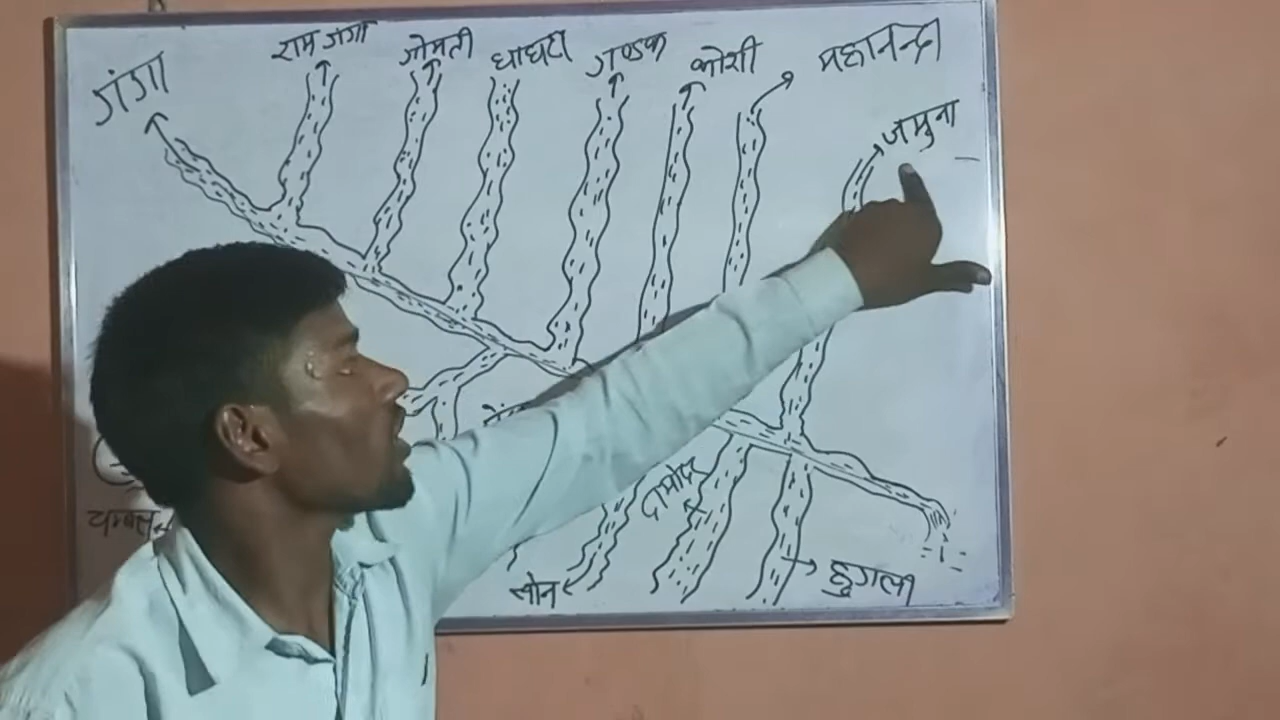 गंगा
राम गंगा
गोमती
घाघरा
गण्डक
कोसी
महानन्दा
जमुना
दामोदर
सोन
हुगली